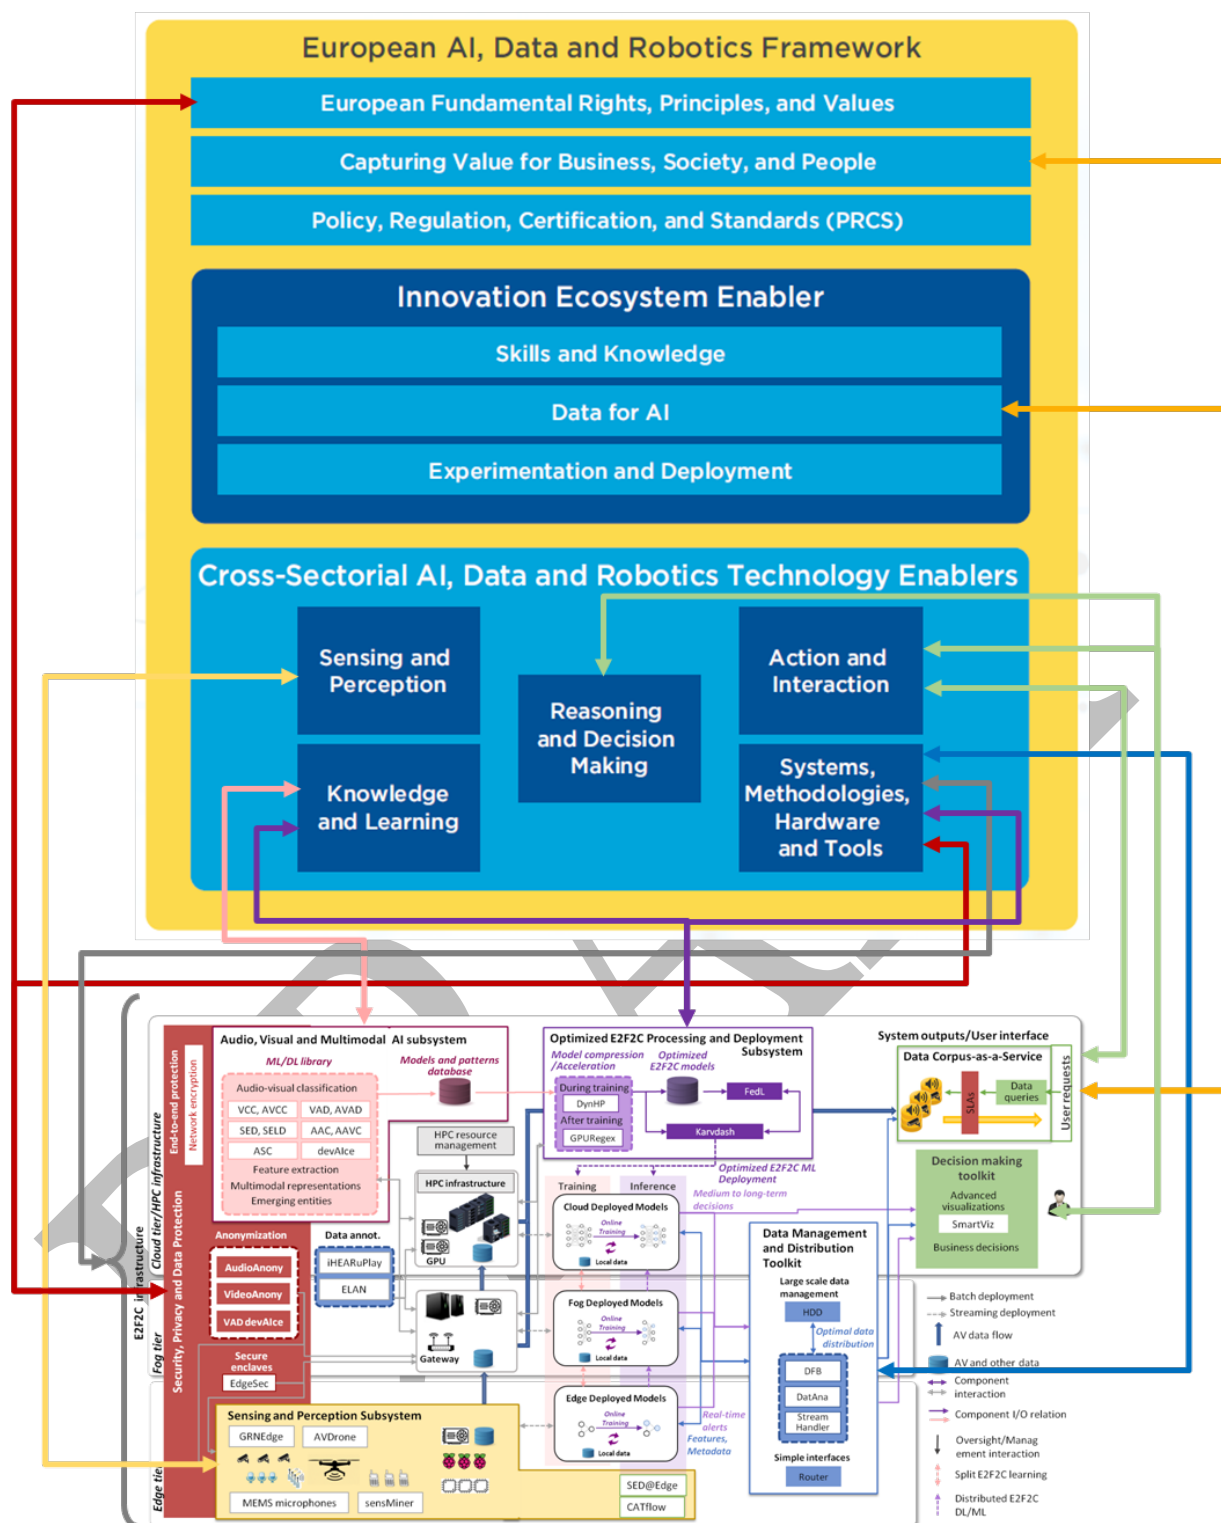 European AI, Data and Robotics Framework
European Fundamental Rights, Principles, and Values
Capturing Value for Business, Society, and People
Policy, Regulation, Certification, and Standards (PRCS)
Innovation Ecosystem Enabler
Skills and Knowledge
Data for AI
Experimentation and Deployment
Cross-Sectorial AI, Data and Robotics Technology Enablers
Sensing and
Perception
Knowledge
and Learning
Reasoning
and Decision
Making
Action and
Interaction
Systems,
Methodologies,
Hardware
and Tools
E2F2C infrastructure
Cloud tier/HPC infrastructure
Fog tier
Edge tier
Security, Privacy and Data Protection
End-to-end protection
Network encryption
Audio, Visual and Multimodal AI subsystem
ML/DL library
Models and patterns
database
Audio-visual classification
VCC, AVCC
VAD, AVAD
SED, SELD
AAC, AAVC
ASC
devAIce
Feature extraction
Multimodal representations
Emerging entities
Anonymization
AudioAnony
VideoAnony
VAD devAIce
Secure
enclaves
EdgeSec
Data annot.
iHEARuPlay
ELAN
HPC resource
management
HPC infrastructure
GPU
Gateway
Optimized E2F2C Processing and Deployment
Subsystem
Model compression
/Acceleration
Optimized
E2F2C models
During training
DynHP
After training
GPURegex
FedL
Karvdash
Optimized E2F2C ML
Deployment
Training
Inference
Medium to long-term
decisions
Cloud Deployed Models
Online
Training
Local data
Fog Deployed Models
Online
Training
Local data
Edge Deployed Models
Online
Training
Local data
Real-time
alerts
Features,
Metadata
Data Management
and Distribution
Toolkit
Large scale data
management
HDD
Optimal data
distribution
DFB
DatAna
Stream
Handler
Simple interfaces
Router
System outputs/User interface
Data Corpus-as-a-Service
SLAs
Data
queries
User requests
Decision making
toolkit
Advanced
visualizations
SmartViz
Business decisions
Sensing and Perception Subsystem
GRNEdge
AVDrone
MEMS microphones
sensMiner
SED@Edge
CATflow
Batch deployment
Streaming deployment
AV data flow
AV and other data
Component
interaction
Component I/O relation
Oversight/Manag
ement interaction
Split E2F2C learning
Distributed E2F2C
DL/ML